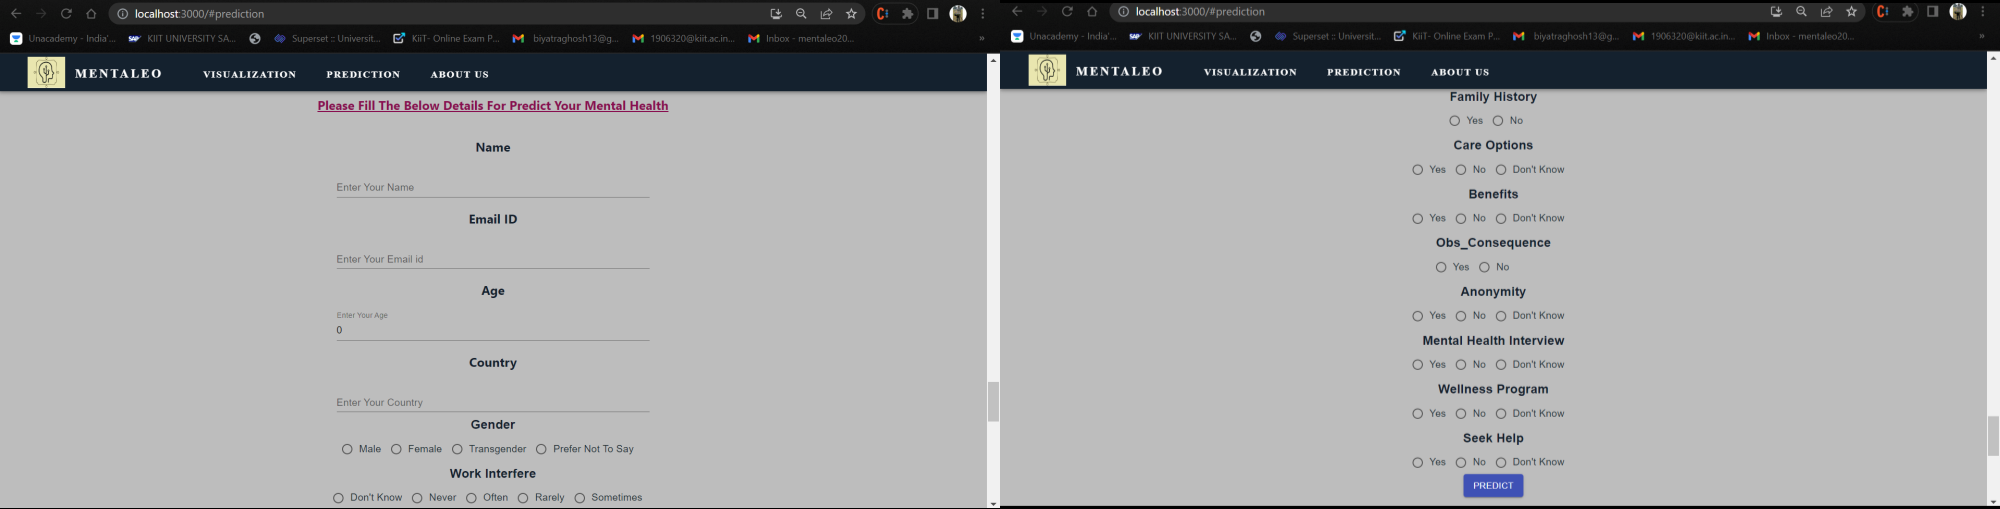 localhost:3000/#prediction
Unacademy - India'... KIIT UNIVERSITY SA... Superset :: Universit... KiiT- Online Exam P... biyatraghosh13@g... 1906320@kiit.ac.in... Inbox - mentaleo20... »
MENTALEO VISUALIZATION PREDICTION ABOUT US
Please Fill The Below Details For Predict Your Mental Health
Name
Enter Your Name
Email ID
Enter Your Email id
Age
Enter Your Age
0
Country
Enter Your Country
Gender
Male Female Transgender Prefer Not To Say
Work Interfere
Don't Know Never Often Rarely Sometimes
localhost:3000/#prediction
Unacademy - India'... KIIT UNIVERSITY SA... Superset :: Universit... KiiT- Online Exam P... biyatraghosh13@g... 1906320@kiit.ac.in... Inbox - mentaleo20... »
MENTALEO VISUALIZATION PREDICTION ABOUT US
Family History
Yes No
Care Options
Yes No Don't Know
Benefits
Yes No Don't Know
Obs_Consequence
Yes No
Anonymity
Yes No Don't Know
Mental Health Interview
Yes No Don't Know
Wellness Program
Yes No Don't Know
Seek Help
Yes No Don't Know
PREDICT